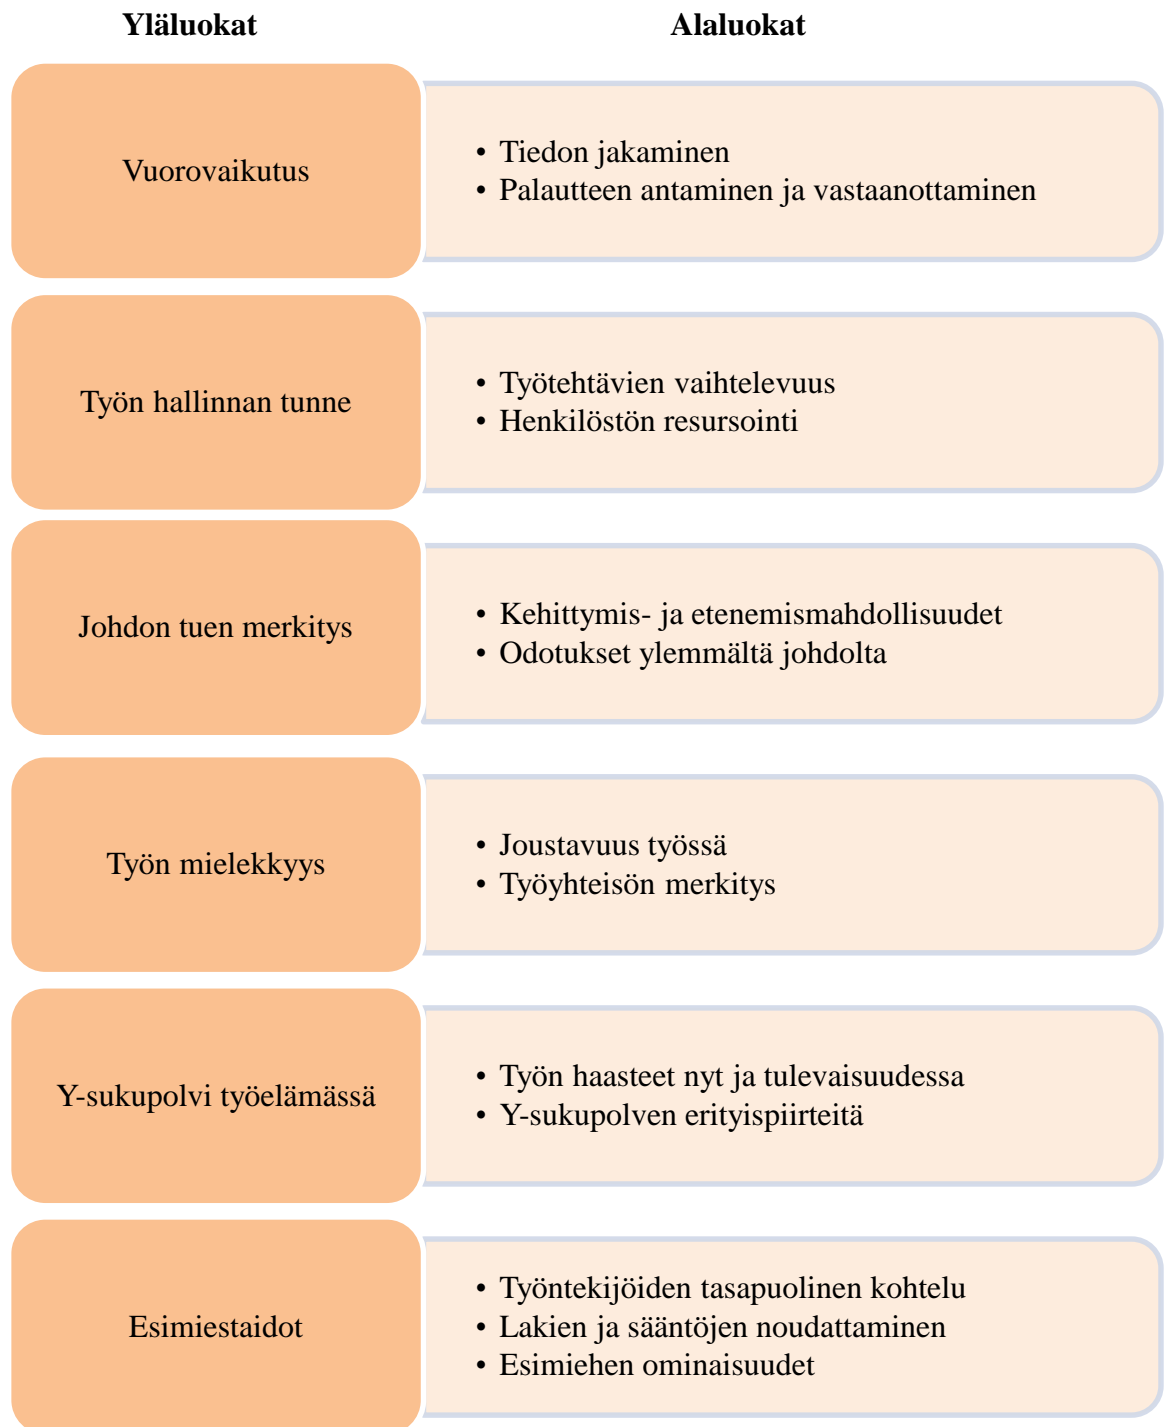 Yläluokat
Alaluokat
Vuorovaikutus
• Tiedon jakaminen
• Palautteen antaminen ja vastaanottaminen
Työn hallinnan tunne
• Työtehtävien vaihtelevuus
• Henkilöstön resursointi
Johdon tuen merkitys
• Kehittymis- ja etenemismahdollisuudet
• Odotukset ylemmältä johdolta
Työn mielekkyys
• Joustavuus työssä
• Työyhteisön merkitys
Y-sukupolvi työelämässä
• Työn haasteet nyt ja tulevaisuudessa
• Y-sukupolven erityispiirteitä
Esimiestaidot
• Työntekijöiden tasapuolinen kohtelu
• Lakien ja sääntöjen noudattaminen
• Esimiehen ominaisuudet